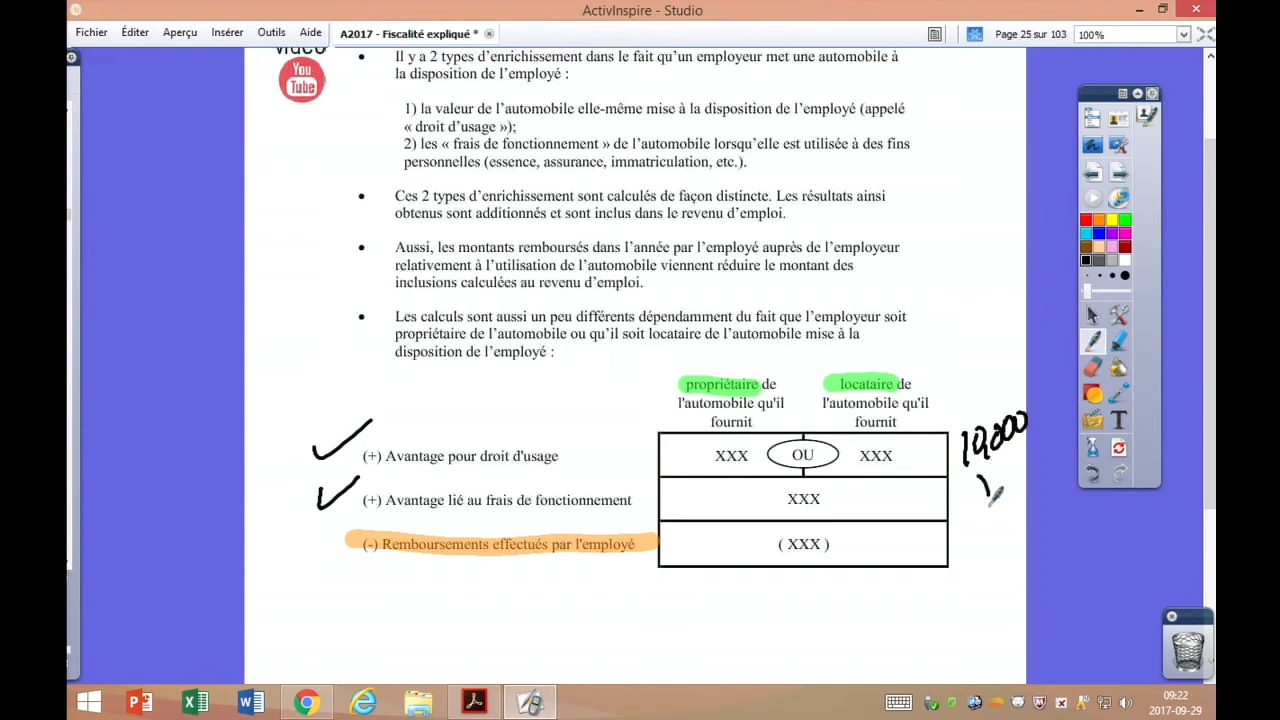 ActivInspire - Studio
Fichier Éditer Aperçu Insérer Outils Aide A2017 - Fiscalité expliqué * Page 25 sur 103 100%
You
Tube
Il y a 2 types d'enrichissement dans le fait qu'un employeur met une automobile à
la disposition de l'employé :
1) la valeur de l'automobile elle-même mise à la disposition de l'employé (appelé
« droit d'usage »);
2) les « frais de fonctionnement » de l'automobile lorsqu'elle est utilisée à des fins
personnelles (essence, assurance, immatriculation, etc.).
Ces 2 types d'enrichissement sont calculés de façon distincte. Les résultats ainsi
obtenus sont additionnés et sont inclus dans le revenu d'emploi.
Aussi, les montants remboursés dans l'année par l'employé auprès de l'employeur
relativement à l'utilisation de l'automobile viennent réduire le montant des
inclusions calculées au revenu d'emploi.
Les calculs sont aussi un peu différents dépendamment du fait que l'employeur soit
propriétaire de l'automobile ou qu'il soit locataire de l'automobile mise à la
disposition de l'employé :
propriétaire de
l'automobile qu'il
fournit
locataire de
l'automobile qu'il
fournit
(+) Avantage pour droit d'usage XXX OU XXX
(+) Avantage lié au frais de fonctionnement XXX
(-) Remboursements effectués par l'employé ( XXX )
09:22
2017-09-29